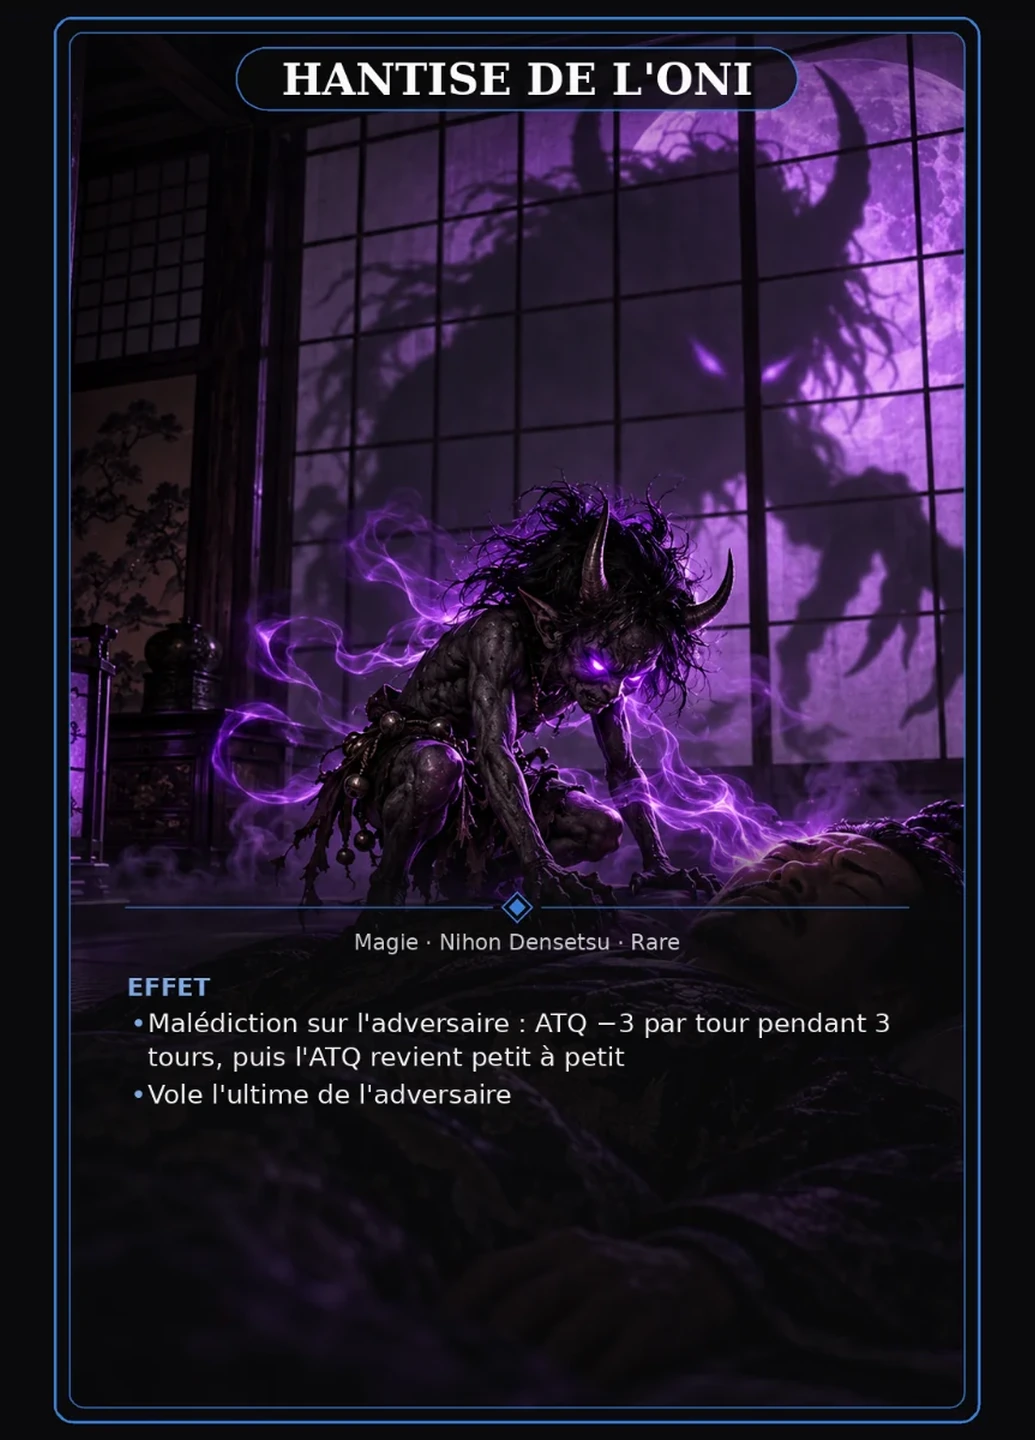 HANTISE DE L'ONI
Magie · Nihon Densetsu · Rare
EFFET
•Malédiction sur l'adversaire : ATQ −3 par tour pendant 3
tours, puis l'ATQ revient petit à petit
•Vole l'ultime de l'adversaire